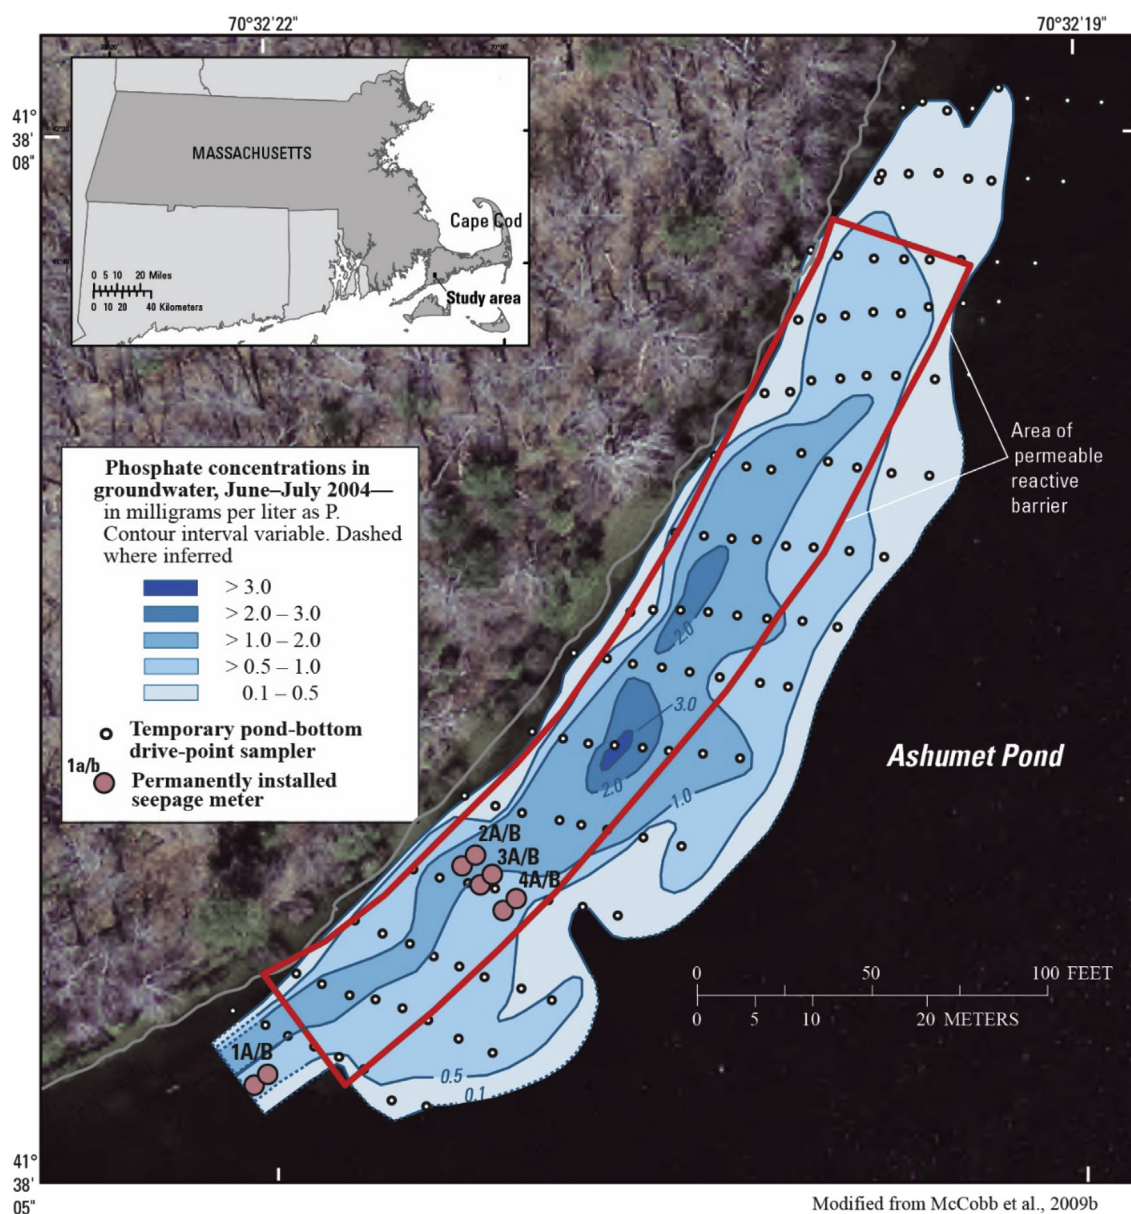 70°32'22"
70°32'19"
41°
38'
08"
MASSACHUSETTS
Cape Cod
0 5 10 20 Miles
0 10 20 40 Kilometers
Study area
Phosphate concentrations in
groundwater, June–July 2004—
in milligrams per liter as P.
Contour interval variable. Dashed
where inferred
> 3.0
> 2.0 – 3.0
> 1.0 – 2.0
> 0.5 – 1.0
0.1 – 0.5
Temporary pond-bottom
drive-point sampler
1a/b
Permanently installed
seepage meter
Area of
permeable
reactive
barrier
2.0
3.0
2.0
1.0
Ashumet Pond
2A/B
3A/B
4A/B
0 50 100 FEET
0 5 10 20 METERS
1A/B
0.5
0.1
41°
38'
05"
Modified from McCobb et al., 2009b